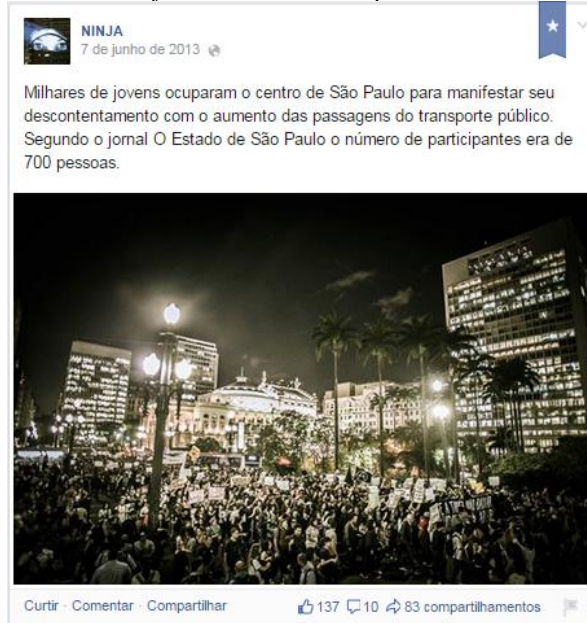 NINJA
7 de junho de 2013
Milhares de jovens ocuparam o centro de São Paulo para manifestar seu
descontentamento com o aumento das passagens do transporte público.
Segundo o jornal O Estado de São Paulo o número de participantes era de
700 pessoas.
Curtir · Comentar · Compartilhar 137 10 83 compartilhamentos